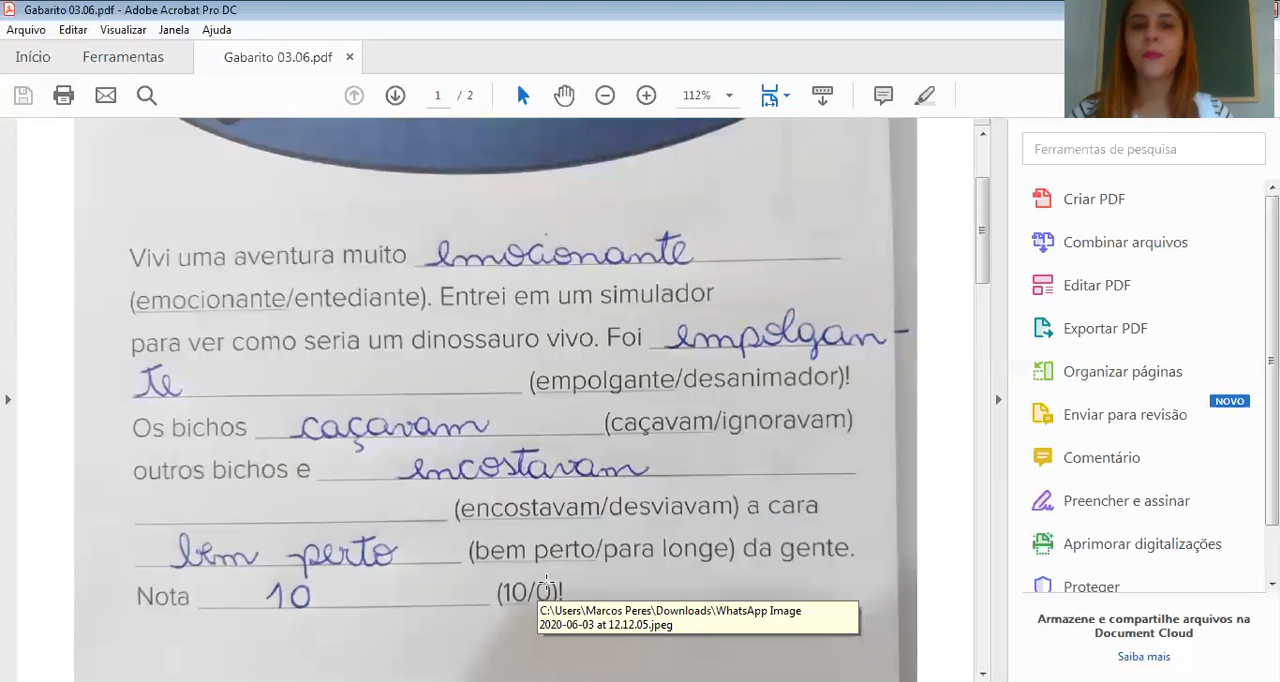 Gabarito 03.06.pdf - Adobe Acrobat Pro DC
Arquivo Editar Visualizar Janela Ajuda
Início Ferramentas Gabarito 03.06.pdf ×
1 / 2 112%
Ferramentas de pesquisa
Criar PDF
Combinar arquivos
Editar PDF
Exportar PDF
Organizar páginas
NOVO
Enviar para revisão
Comentário
Preencher e assinar
Aprimorar digitalizações
Proteger
Armazene e compartilhe arquivos na
Document Cloud
Saiba mais
Vivi uma aventura muito emocionante
(emocionante/entediante). Entrei em um simulador
para ver como seria um dinossauro vivo. Foi empolgan-
te (empolgante/desanimador)!
Os bichos caçavam (caçavam/ignoravam)
outros bichos e encostavam
(encostavam/desviavam) a cara
bem perto (bem perto/para longe) da gente.
Nota 10 (10/0)!
C:\Users\Marcos Peres\Downloads\WhatsApp Image
2020-06-03 at 12.12.05.jpeg